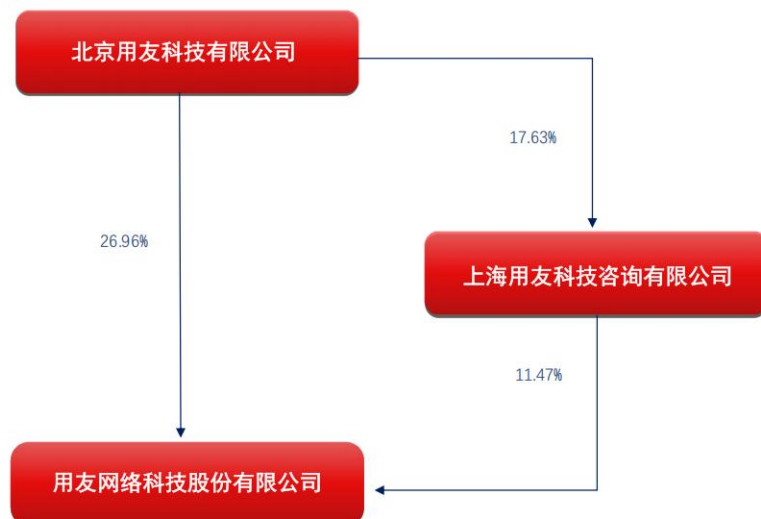 北京用友科技有限公司
17.63%
26.96%
上海用友科技咨询有限公司
11.47%
用友网络科技股份有限公司